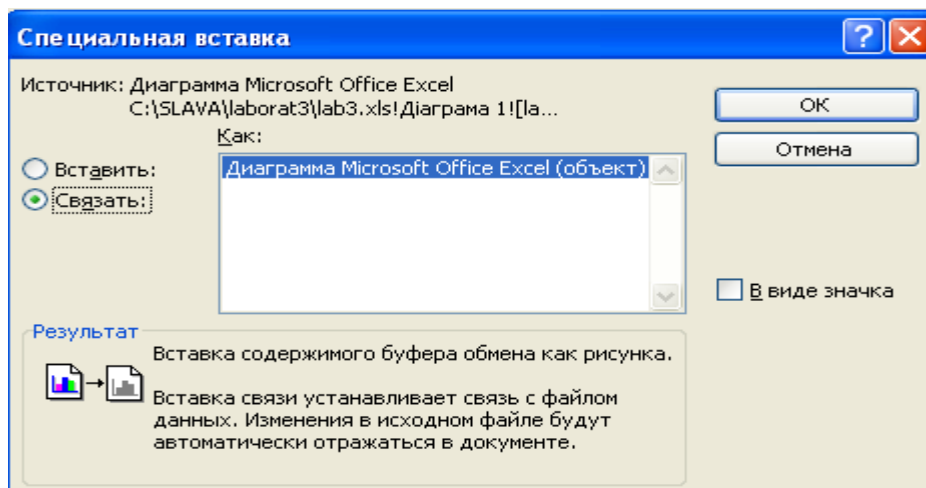 Специальная вставка
Источник: Диаграмма Microsoft Office Excel
C:\SLAVA\laborat3\lab3.xls!Діаграма 1![la...
ОК
Отмена
Как:
Вставить:
Связать:
Диаграмма Microsoft Office Excel (объект)
В виде значка
Результат
Вставка содержимого буфера обмена как рисунка.
Вставка связи устанавливает связь с файлом
данных. Изменения в исходном файле будут
автоматически отражаться в документе.